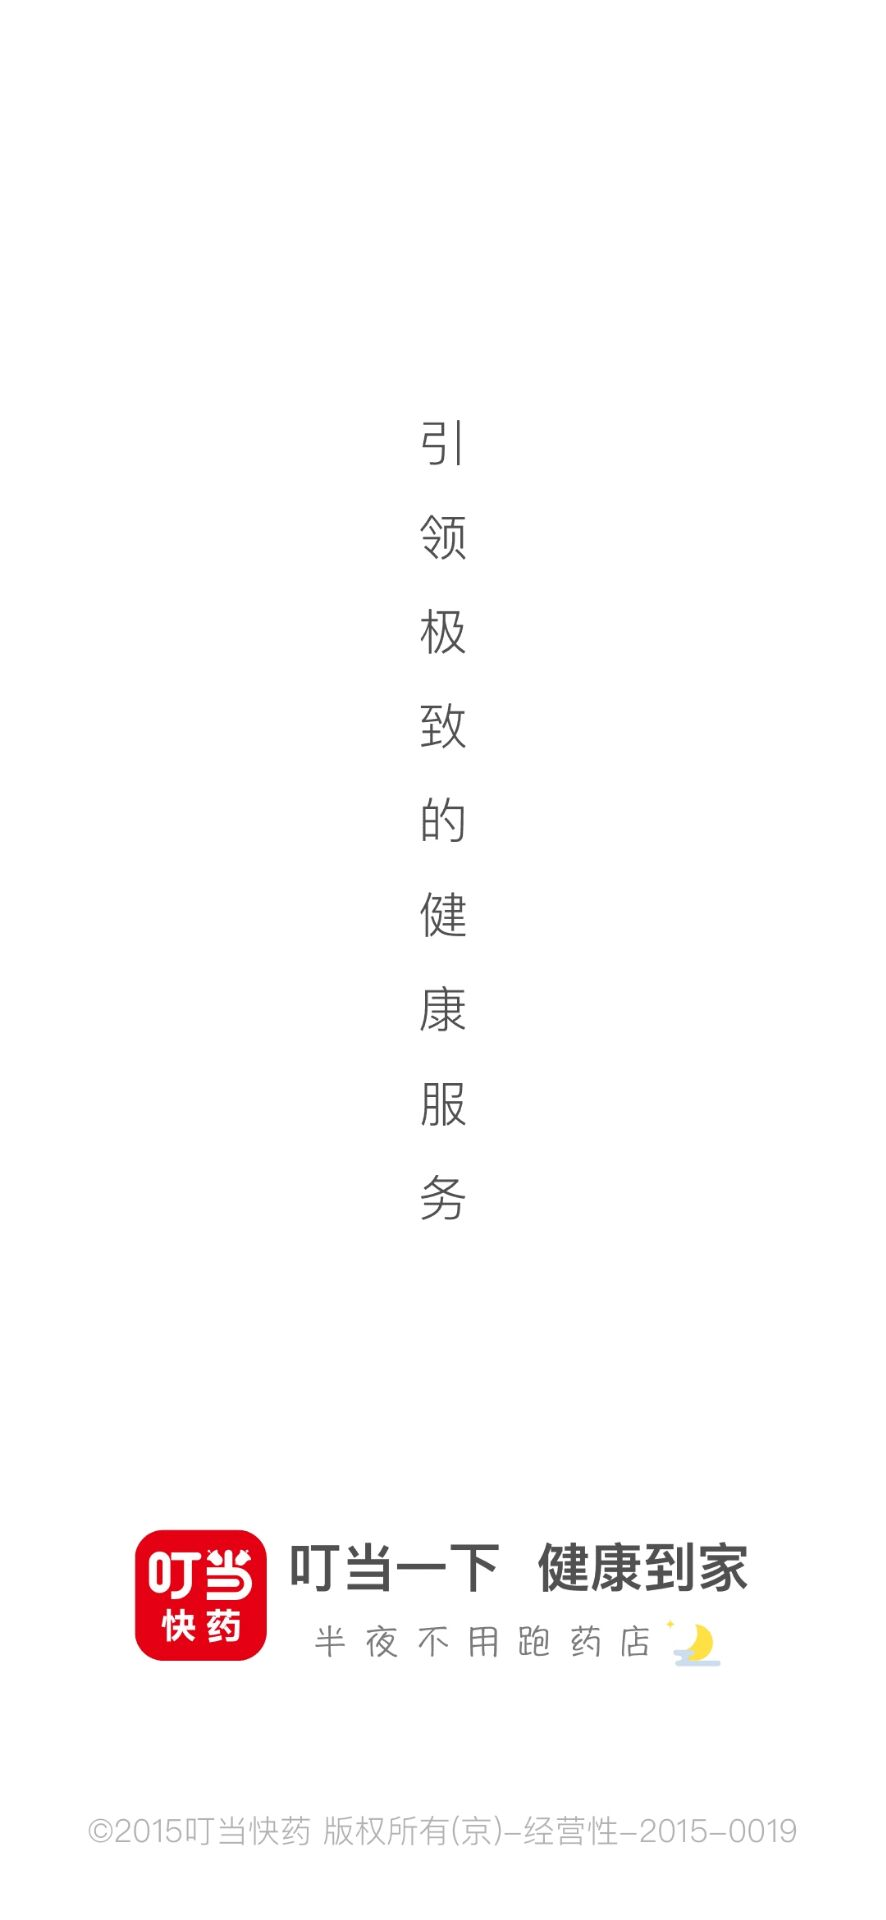 引领极致的健康服务
叮当
快药
叮当一下 健康到家
半夜不用跑药店
©2015叮当快药 版权所有(京)-经营性-2015-0019